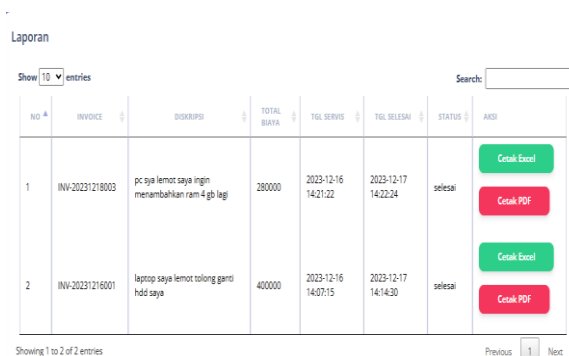 Laporan
Show 10 entries
Search:
NO INVOICE DISKRIPSI TOTAL BIAYA TGL SERVIS TGL SELESAI STATUS AKSI
1 INV-20231218003 pc sya lemot saya ingin menambahkan ram 4 gb lagi 280000 2023-12-16 14:21:22 2023-12-17 14:22:24 selesai Cetak Excel
Cetak PDF
2 INV-20231216001 laptop saya lemot tolong ganti hdd saya 400000 2023-12-16 14:07:15 2023-12-17 14:14:30 selesai Cetak Excel
Cetak PDF
Showing 1 to 2 of 2 entries
Previous 1 Next